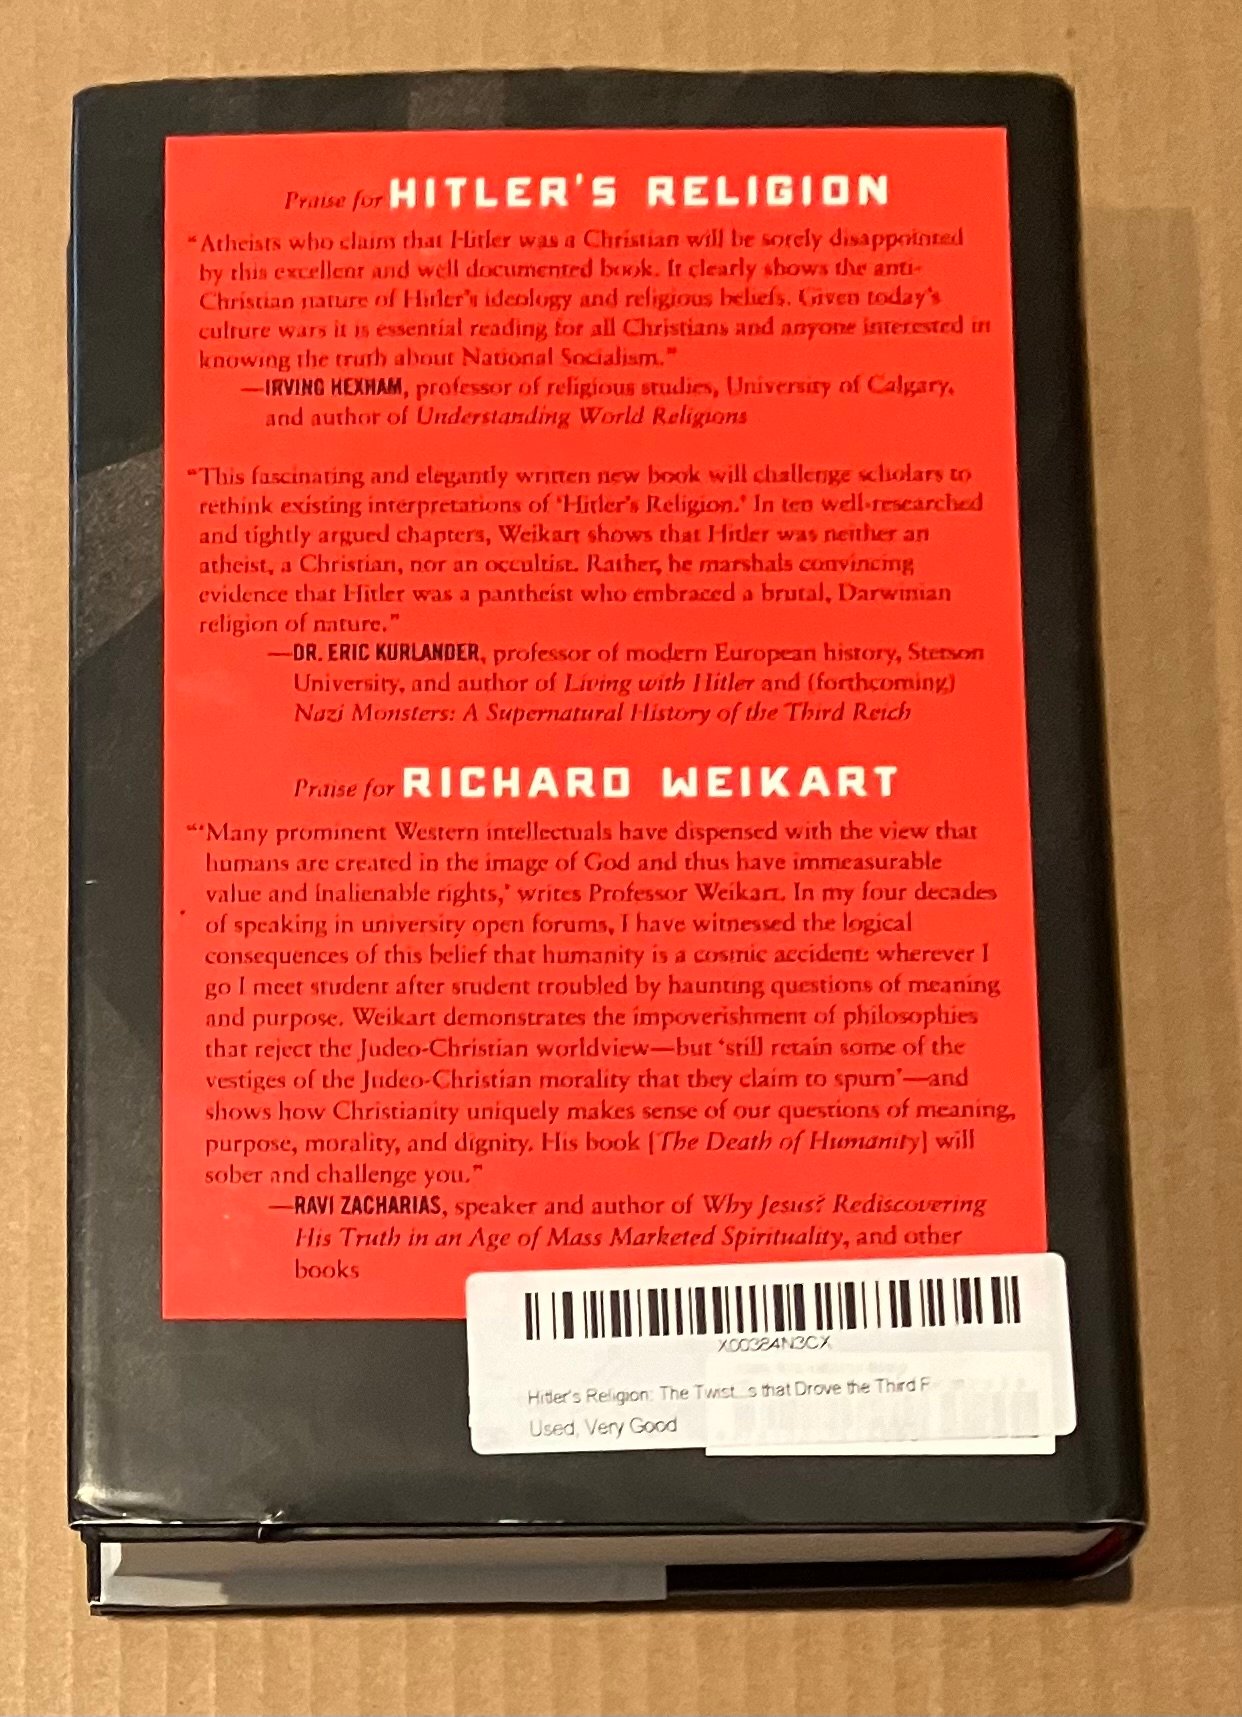 Praise for HITLER'S RELIGION
"Atheists who claim that Hitler was a Christian will be sorely disappointed
by this excellent and well documented book. It clearly shows the anti-
Christian nature of Hitler's ideology and religious beliefs. Given today's
culture wars it is essential reading for all Christians and anyone interested in
knowing the truth about National Socialism."
—IRVING HEXHAM, professor of religious studies, University of Calgary,
and author of Understanding World Religions
"This fascinating and elegantly written new book will challenge scholars to
rethink existing interpretations of 'Hitler's Religion.' In ten well-researched
and tightly argued chapters, Weikart shows that Hitler was neither an
atheist, a Christian, nor an occultist. Rather, he marshals convincing
evidence that Hitler was a pantheist who embraced a brutal, Darwinian
religion of nature."
—DR. ERIC KURLANDER, professor of modern European history, Stetson
University, and author of Living with Hitler and (forthcoming)
Nazi Monsters: A Supernatural History of the Third Reich
Praise for RICHARD WEIKART
"'Many prominent Western intellectuals have dispensed with the view that
humans are created in the image of God and thus have immeasurable
value and inalienable rights,' writes Professor Weikart. In my four decades
of speaking in university open forums, I have witnessed the logical
consequences of this belief that humanity is a cosmic accident: wherever I
go I meet student after student troubled by haunting questions of meaning
and purpose. Weikart demonstrates the impoverishment of philosophies
that reject the Judeo-Christian worldview—but 'still retain some of the
vestiges of the Judeo-Christian morality that they claim to spurn'—and
shows how Christianity uniquely makes sense of our questions of meaning,
purpose, morality, and dignity. His book [The Death of Humanity] will
sober and challenge you."
—RAVI ZACHARIAS, speaker and author of Why Jesus? Rediscovering
His Truth in an Age of Mass Marketed Spirituality, and other
books
X00384N3CX
Hitler's Religion: The Twist...s that Drove the Third R
Used, Very Good